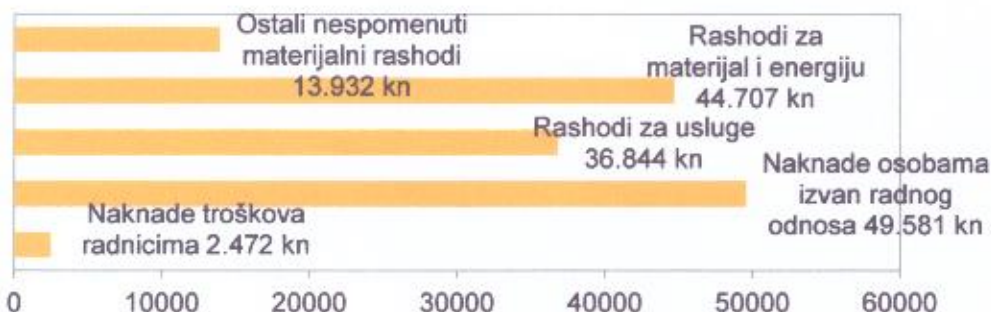 Ostali nespomenuti
materijalni rashodi
13.932 kn
Rashodi za
materijal i energiju
44.707 kn
Rashodi za usluge
36.844 kn
Naknade osobama
izvan radnog
odnosa 49.581 kn
Naknade troškova
radnicima 2.472 kn
0 10000 20000 30000 40000 50000 60000